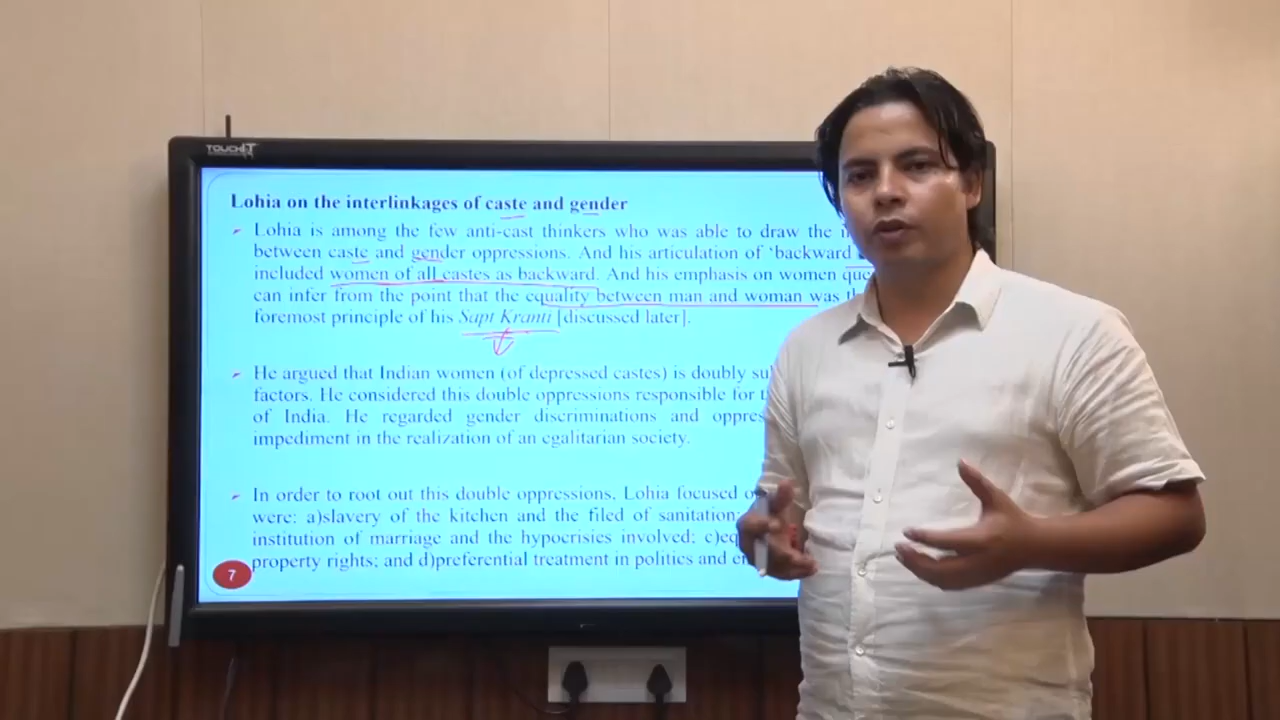 TOUCHIT
Lohia on the interlinkages of caste and gender
Lohia is among the few anti-cast thinkers who was able to draw the
between caste and gender oppressions. And his articulation of ‘backward
included women of all castes as backward. And his emphasis on women
can infer from the point that the equality between man and woman was
foremost principle of his Sapt Kranti [discussed later].
He argued that Indian women (of depressed castes) is doubly
factors. He considered this double oppressions responsible for
of India. He regarded gender discriminations and
impediment in the realization of an egalitarian society.
In order to root out this double oppressions, Lohia focused
were: a)slavery of the kitchen and the filed of sanitation;
institution of marriage and the hypocrisies involved;
property rights; and d)preferential treatment in politics and
7